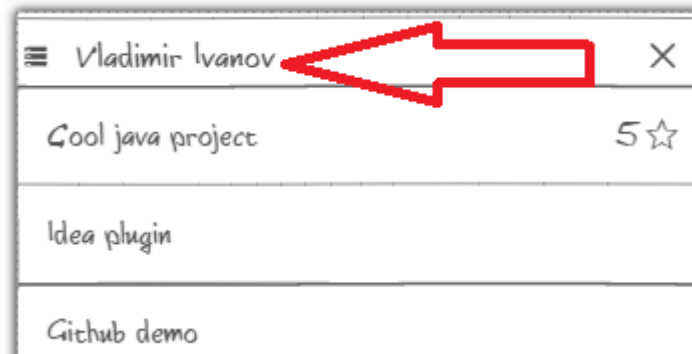 Vladimir Ivanov
Cool java project 5
Idea plugin
Github demo